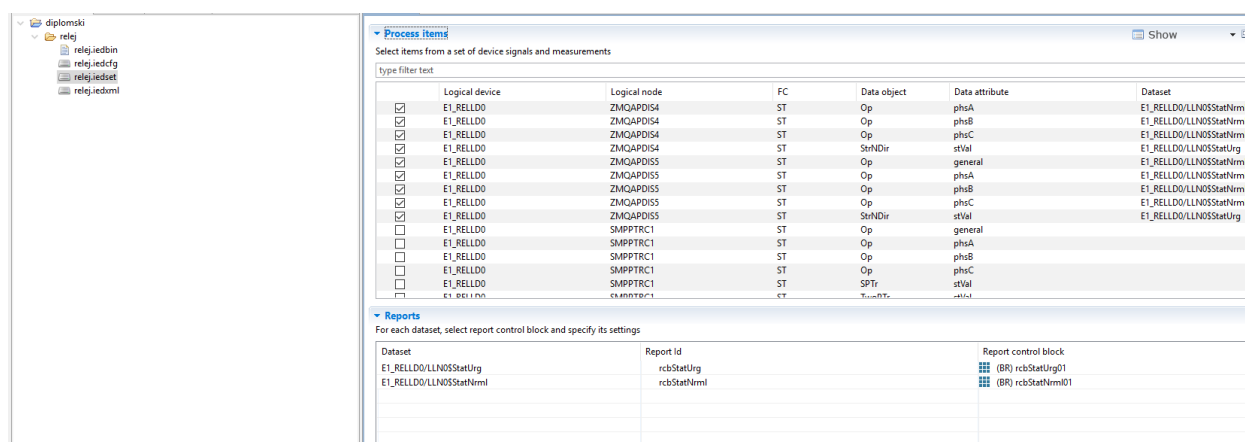 diplomski
relej
relej.iedbin
relej.iedcfg
relej.iedset
relej.iedxml
Process items
Show
Select items from a set of device signals and measurements
type filter text
Logical device Logical node FC Data object Data attribute Dataset
E1_RELLD0 ZMQAPDIS4 ST Op phsA E1_RELLD0/LLN0$StatNrm
E1_RELLD0 ZMQAPDIS4 ST Op phsB E1_RELLD0/LLN0$StatNrm
E1_RELLD0 ZMQAPDIS4 ST Op phsC E1_RELLD0/LLN0$StatNrm
E1_RELLD0 ZMQAPDIS4 ST StrNDir stVal E1_RELLD0/LLN0$StatUrg
E1_RELLD0 ZMQAPDIS5 ST Op general E1_RELLD0/LLN0$StatNrm
E1_RELLD0 ZMQAPDIS5 ST Op phsA E1_RELLD0/LLN0$StatNrm
E1_RELLD0 ZMQAPDIS5 ST Op phsB E1_RELLD0/LLN0$StatNrm
E1_RELLD0 ZMQAPDIS5 ST Op phsC E1_RELLD0/LLN0$StatNrm
E1_RELLD0 ZMQAPDIS5 ST StrNDir stVal E1_RELLD0/LLN0$StatUrg
E1_RELLD0 SMPPTRC1 ST Op general
E1_RELLD0 SMPPTRC1 ST Op phsA
E1_RELLD0 SMPPTRC1 ST Op phsB
E1_RELLD0 SMPPTRC1 ST Op phsC
E1_RELLD0 SMPPTRC1 ST SPTr stVal
E1_RELLD0 SMPPTRC1 ST stVal
Reports
For each dataset, select report control block and specify its settings
Dataset Report Id Report control block
E1_RELLD0/LLN0$StatUrg rcbStatUrg (BR) rcbStatUrg01
E1_RELLD0/LLN0$StatNrml rcbStatNrml (BR) rcbStatNrml01